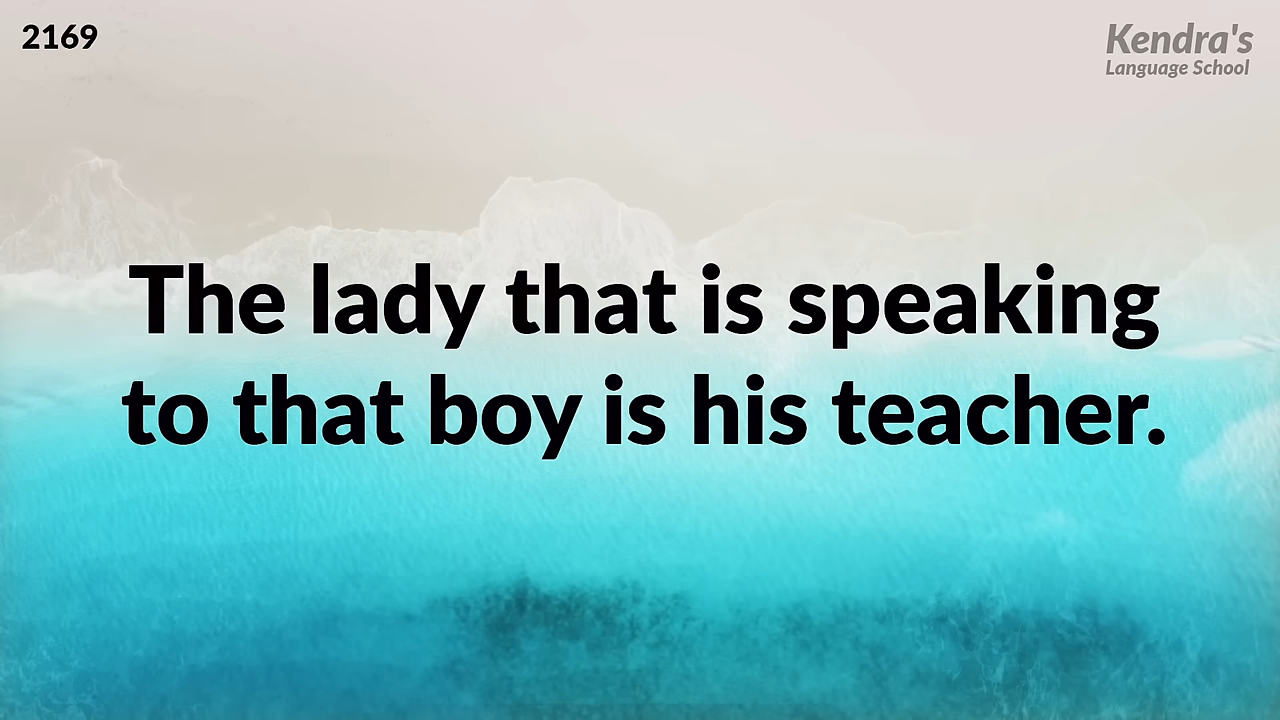 2169
Kendra's
Language School
The lady that is speaking
to that boy is his teacher.